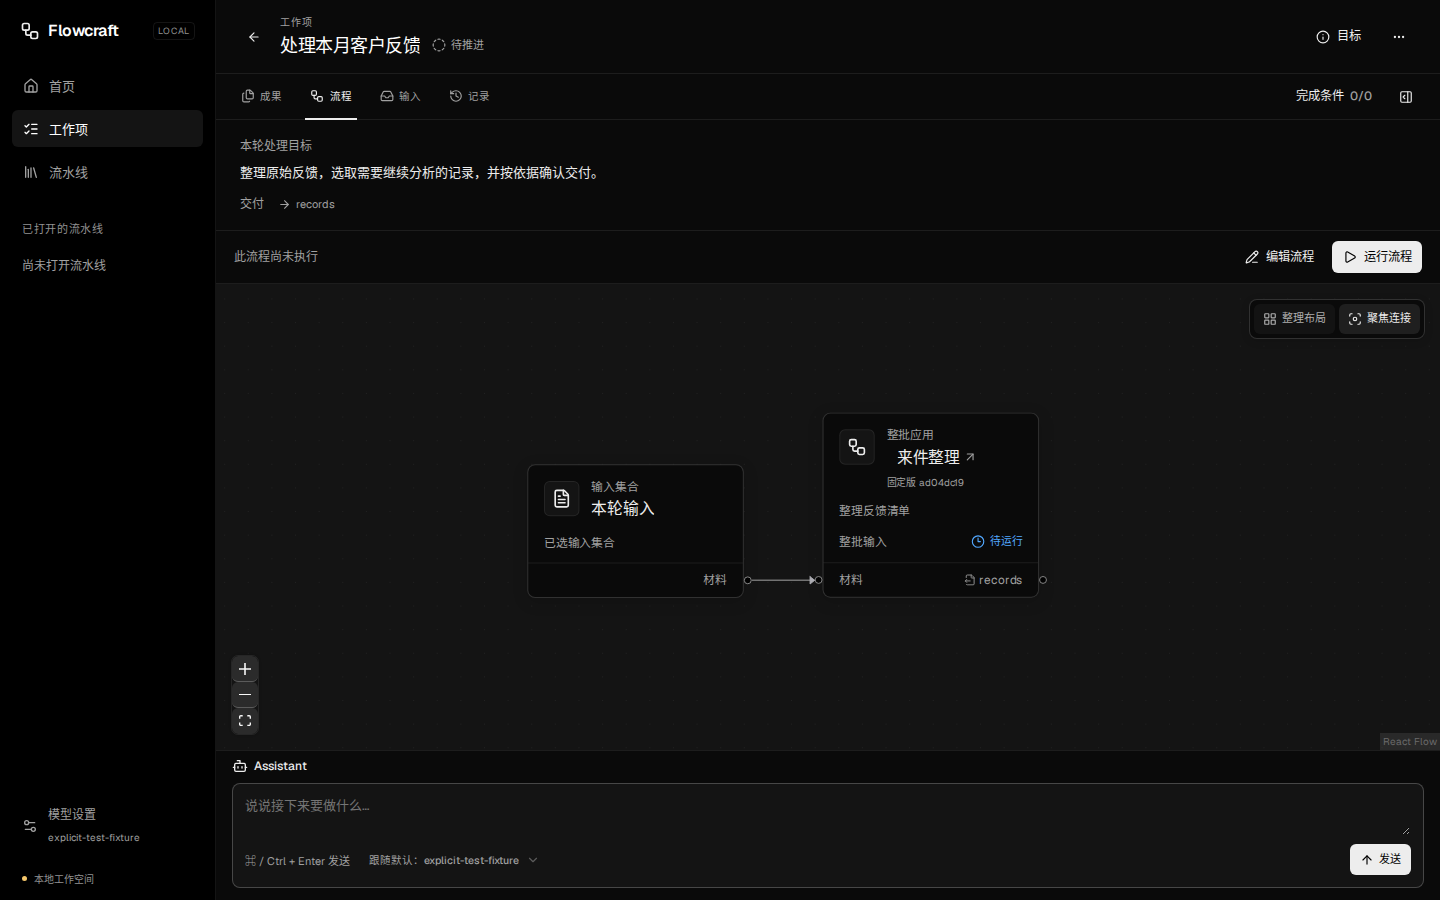 Flowcraft LOCAL
首页
工作项
流水线
已打开的流水线
尚未打开流水线
模型设置
explicit-test-fixture
本地工作空间
工作项
处理本月客户反馈 待推进
目标
成果 流程 输入 记录
完成条件 0/0
本轮处理目标
整理原始反馈，选取需要继续分析的记录，并按依据确认交付。
交付 → records
此流程尚未执行
编辑流程 运行流程
整理布局 聚焦连接
输入集合
本轮输入
已选输入集合
材料
整批应用
来件整理
固定版 ad04dc19
整理反馈清单
整批输入 待运行
材料 records
React Flow
Assistant
说说接下来要做什么...
⌘ / Ctrl + Enter 发送 跟随默认：explicit-test-fixture
发送